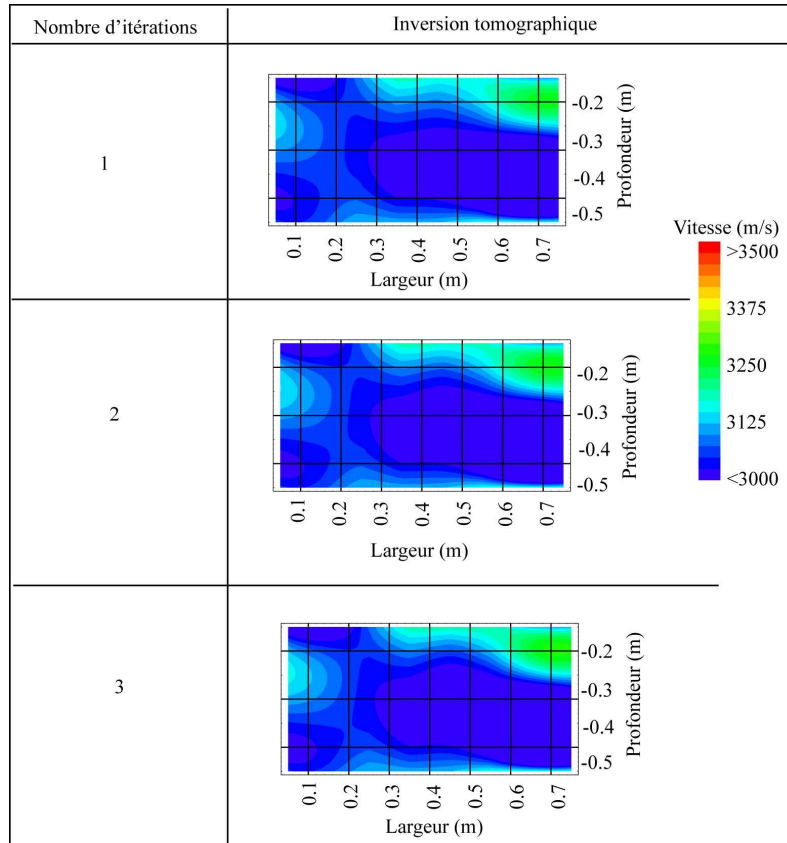 Nombre d'itérations
Inversion tomographique
1
-0.2
-0.3
-0.4
-0.5
Profondeur (m)
0.1 0.2 0.3 0.4 0.5 0.6 0.7
Largeur (m)
Vitesse (m/s)
>3500
3375
3250
3125
<3000
2
-0.2
-0.3
-0.4
-0.5
Profondeur (m)
0.1 0.2 0.3 0.4 0.5 0.6 0.7
Largeur (m)
3
-0.2
-0.3
-0.4
-0.5
Profondeur (m)
0.1 0.2 0.3 0.4 0.5 0.6 0.7
Largeur (m)